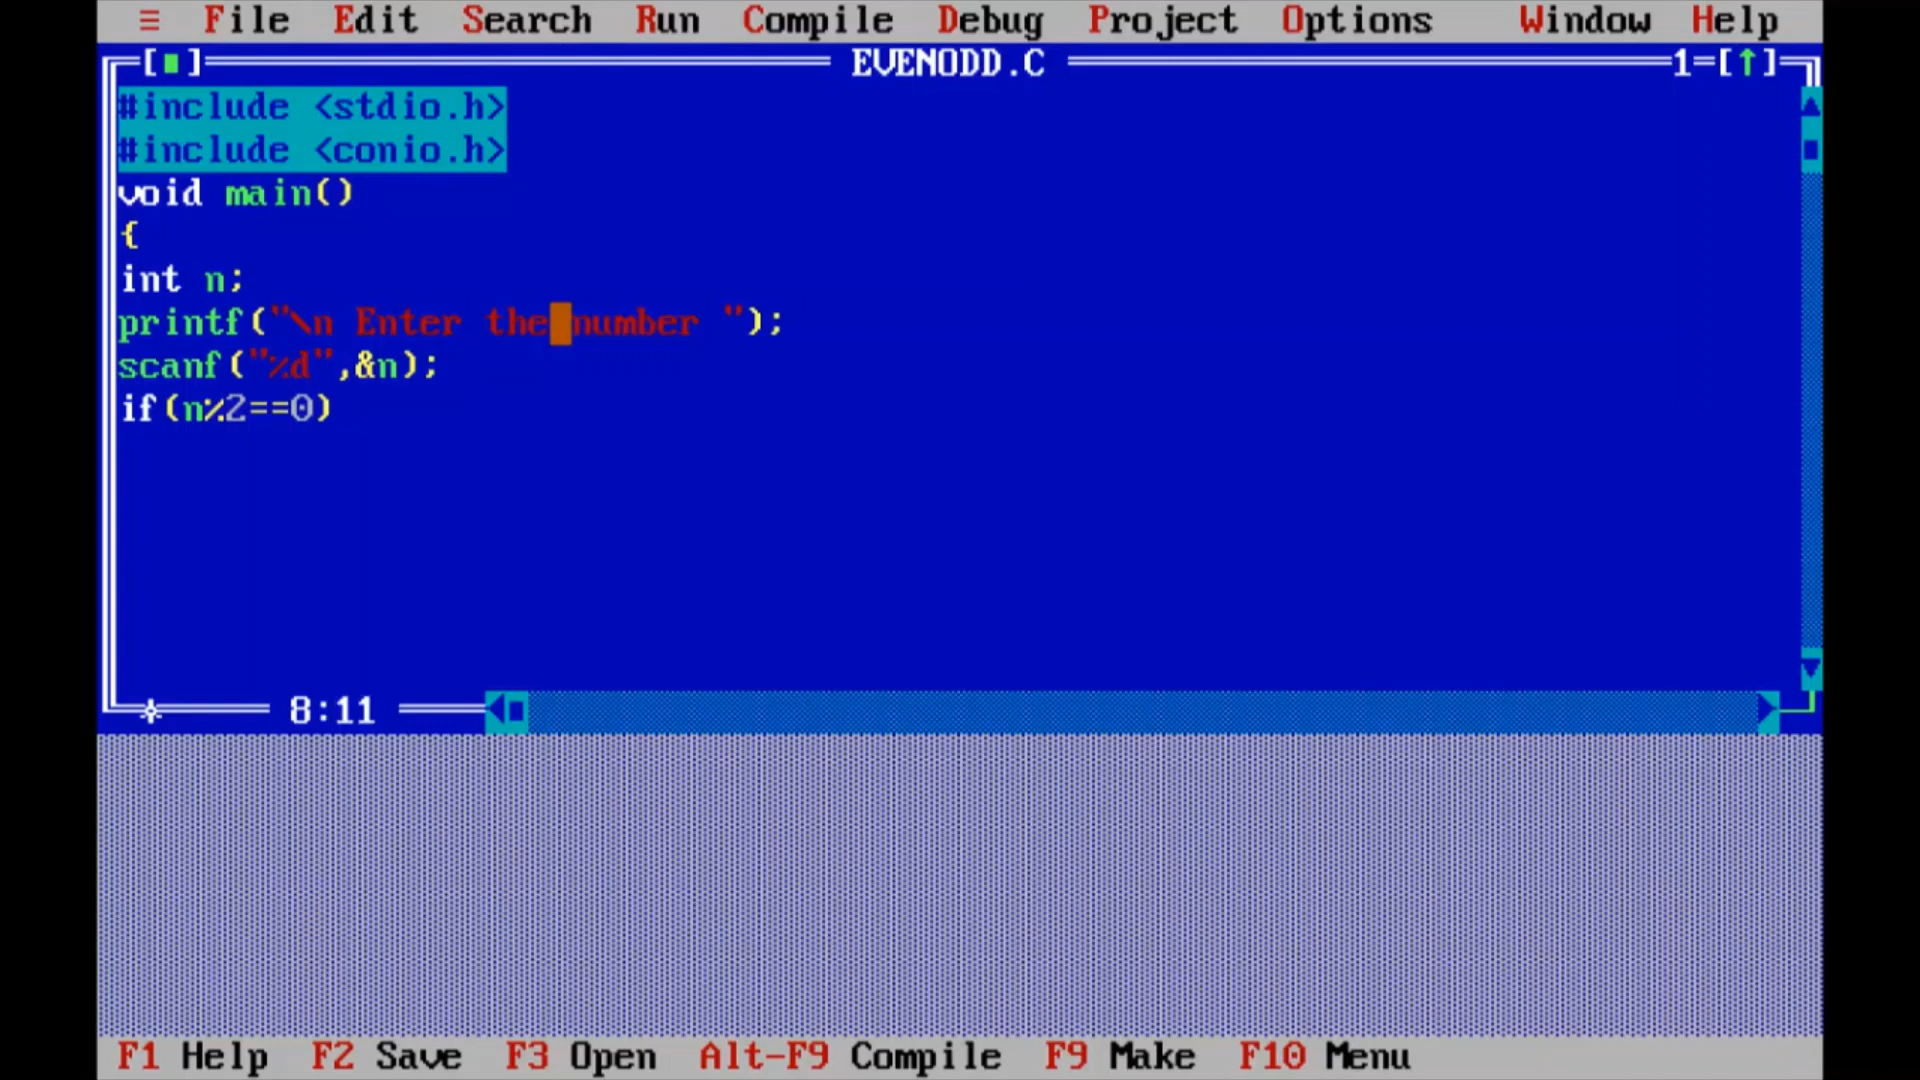 ≡ File Edit Search Run Compile Debug Project Options Window Help
[■] EVENODD.C 1=[↑]
#include <stdio.h>
#include <conio.h>
void main()
{
int n;
printf("\n Enter the number ");
scanf("%d",&n);
if(n%2==0)
8:11
F1 Help F2 Save F3 Open Alt-F9 Compile F9 Make F10 Menu